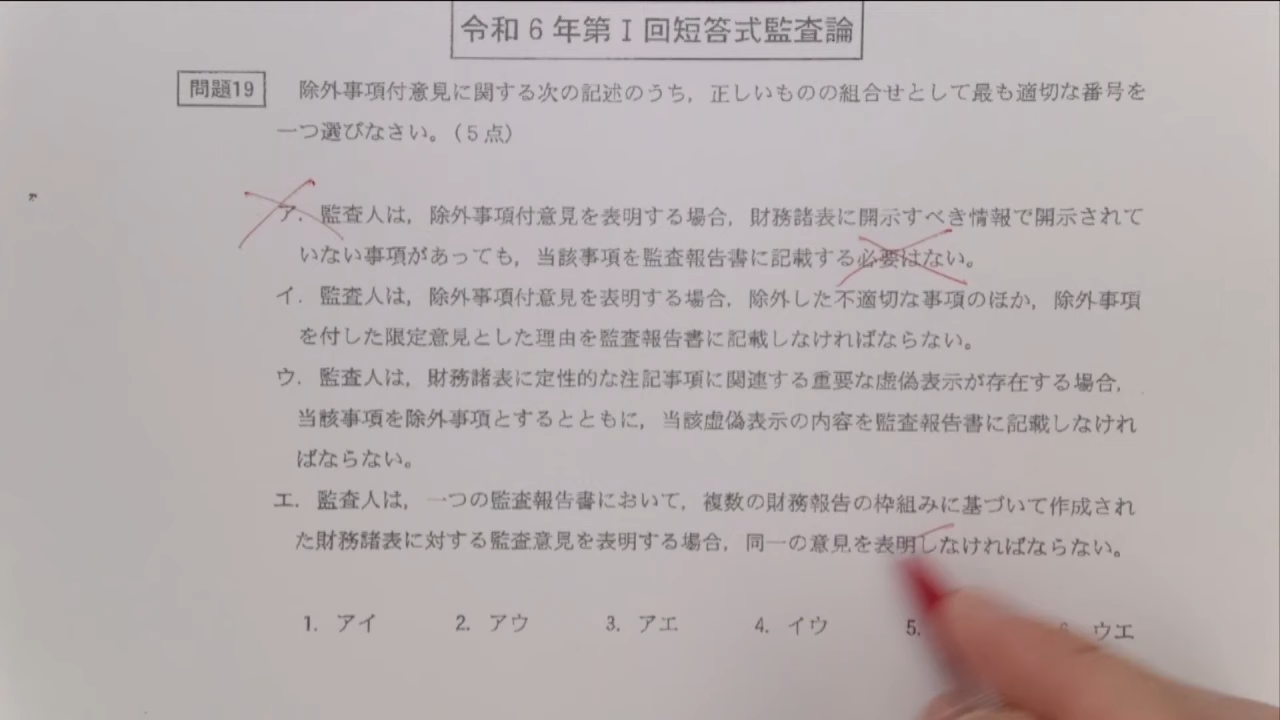 令和6年第Ⅰ回短答式監査論
問題19 除外事項付意見に関する次の記述のうち，正しいものの組合せとして最も適切な番号を
一つ選びなさい。（5点）
ア．監査人は，除外事項付意見を表明する場合，財務諸表に開示すべき情報で開示されて
いない事項があっても，当該事項を監査報告書に記載する必要はない。
イ．監査人は，除外事項付意見を表明する場合，除外した不適切な事項のほか，除外事項
を付した限定意見とした理由を監査報告書に記載しなければならない。
ウ．監査人は，財務諸表に定性的な注記事項に関連する重要な虚偽表示が存在する場合，
当該事項を除外事項とするとともに，当該虚偽表示の内容を監査報告書に記載しなけれ
ばならない。
エ．監査人は，一つの監査報告書において，複数の財務報告の枠組みに基づいて作成され
た財務諸表に対する監査意見を表明する場合，同一の意見を表明しなければならない。
1. アイ 2. アウ 3. アエ 4. イウ 5. ウエ